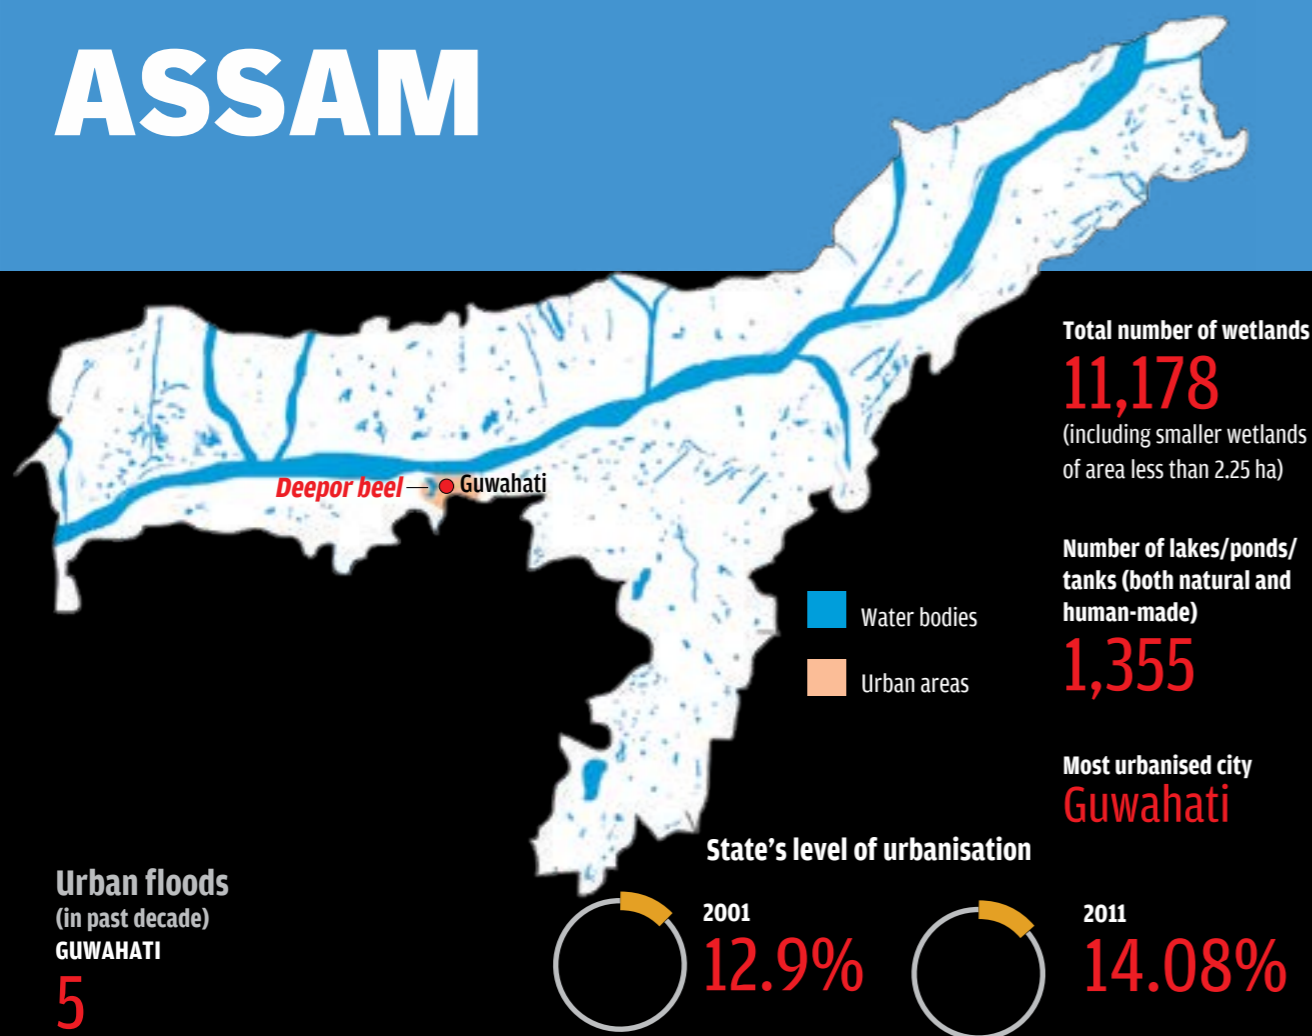 ASSAM
Total number of wetlands
11,178
(including smaller wetlands
of area less than 2.25 ha)
Deepor beel
Guwahati
Number of lakes/ponds/
tanks (both natural and
human-made)
1,355
Water bodies
Urban areas
Most urbanised city
Guwahati
State’s level of urbanisation
2001
12.9%
2011
14.08%
Urban floods
(in past decade)
GUWAHATI
5